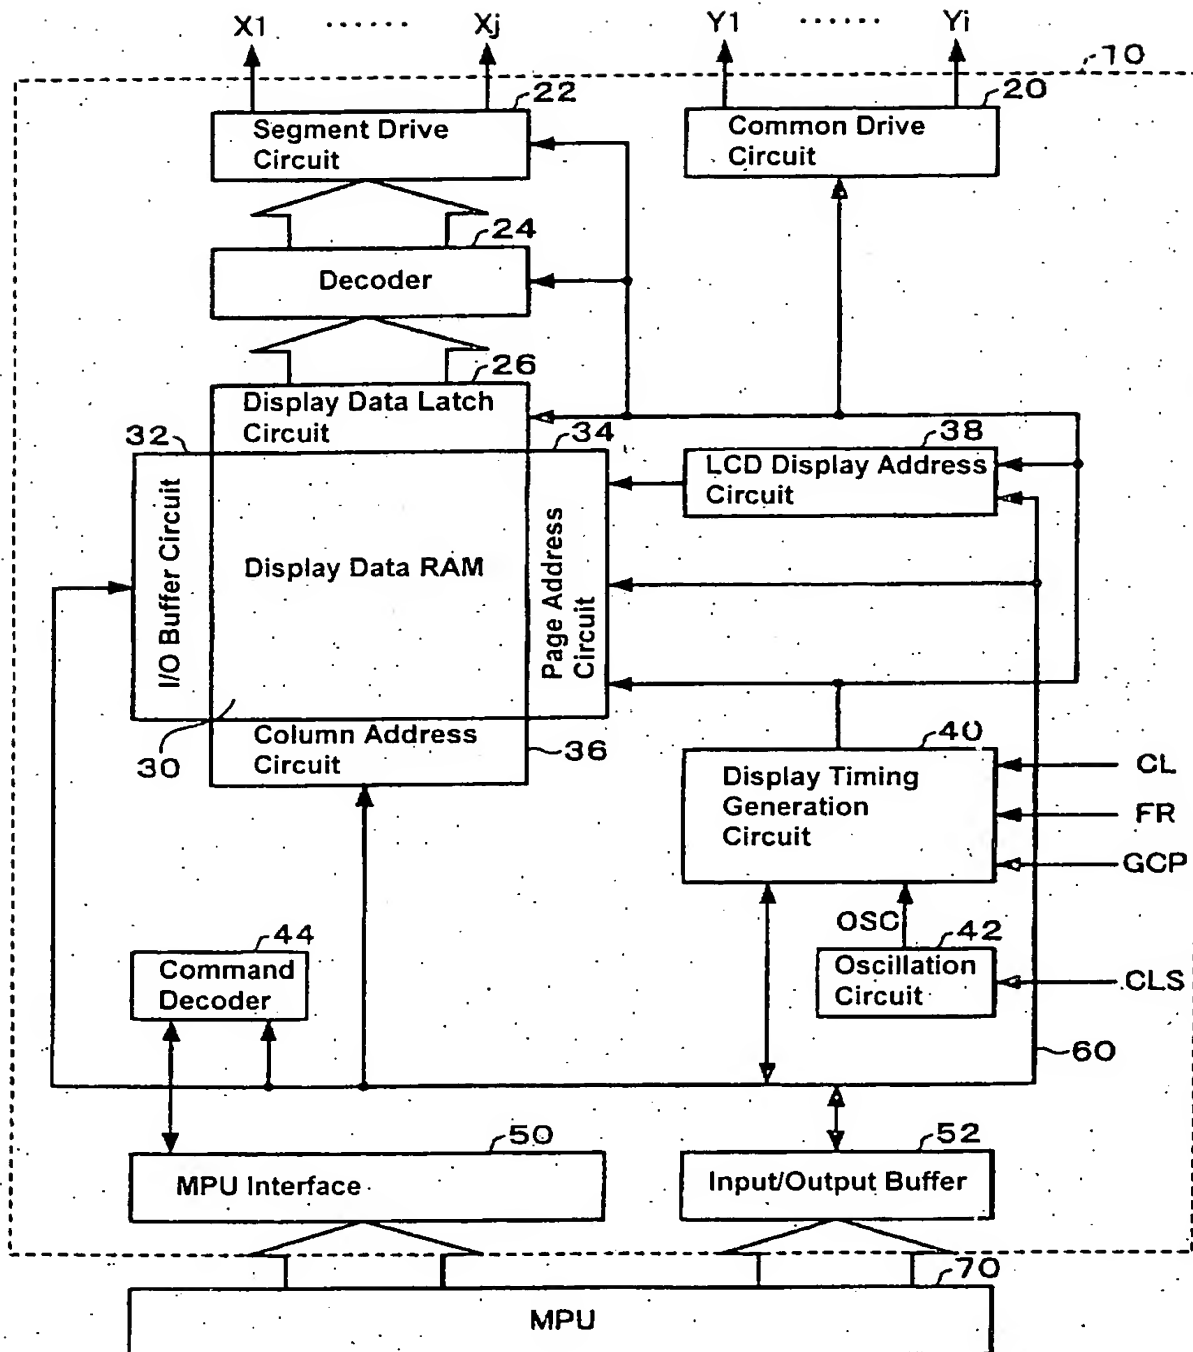 X1 ······ Xj Y1 ······ Yi
10
22
Segment Drive
Circuit
20
Common Drive
Circuit
24
Decoder
26
Display Data Latch
Circuit
32
I/O Buffer Circuit
Display Data RAM
30
34
Page Address
Circuit
38
LCD Display Address
Circuit
Column Address
Circuit
36
40
Display Timing
Generation
Circuit
CL
FR
GCP
OSC
42
Oscillation
Circuit
CLS
44
Command
Decoder
60
50
MPU Interface
52
Input/Output Buffer
70
MPU